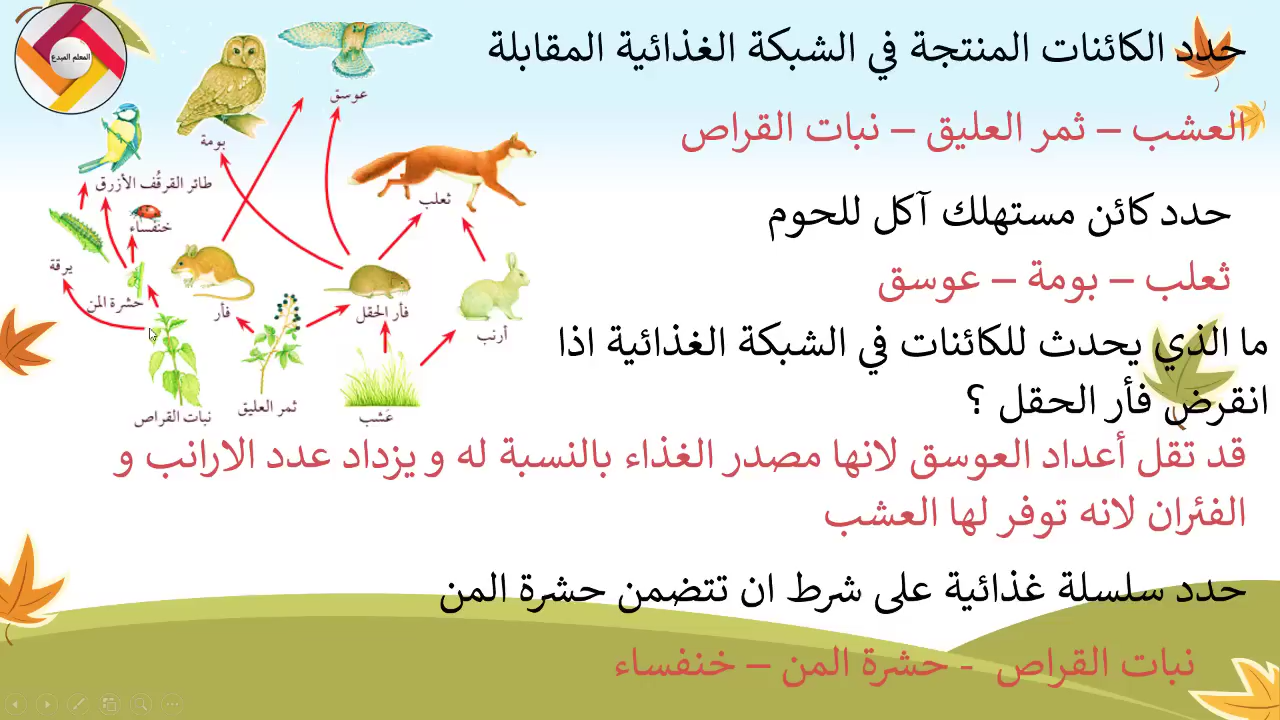 المعلم المبدع
حدد الكائنات المنتجة في الشبكة الغذائية المقابلة
العشب – ثمر العليق – نبات القراص
حدد كائن مستهلك آكل للحوم
ثعلب – بومة – عوسق
ما الذي يحدث للكائنات في الشبكة الغذائية اذا
انقرض فأر الحقل ؟
قد تقل أعداد العوسق لانها مصدر الغذاء بالنسبة له و يزداد عدد الارانب و
الفئران لانه توفر لها العشب
حدد سلسلة غذائية على شرط ان تتضمن حشرة المن
نبات القراص - حشرة المن – خنفساء
عوسق
بومة
طائر القرقُف الأزرق
ثعلب
خنفساء
يرقة
حشرة المن
فأر
فأر الحقل
أرنب
نبات القراص
ثمر العليق
عَشب